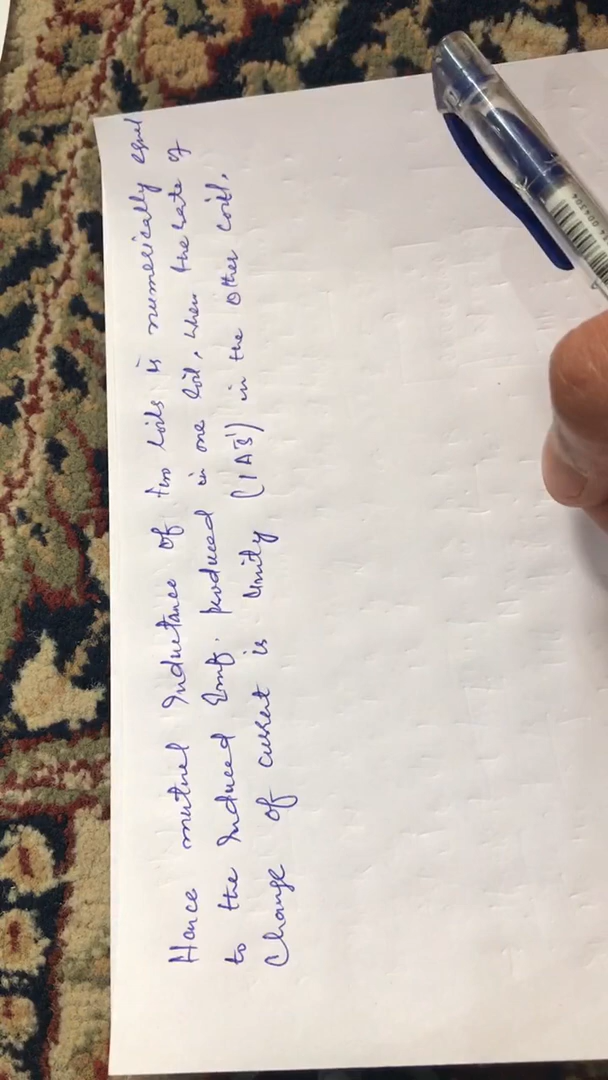 Hence mutual Inductance of two coils is numerically equal
to the Induced Emf. produced in one coil, when the rate of
Change of current is Unity (1 A s⁻¹) in the other coil.